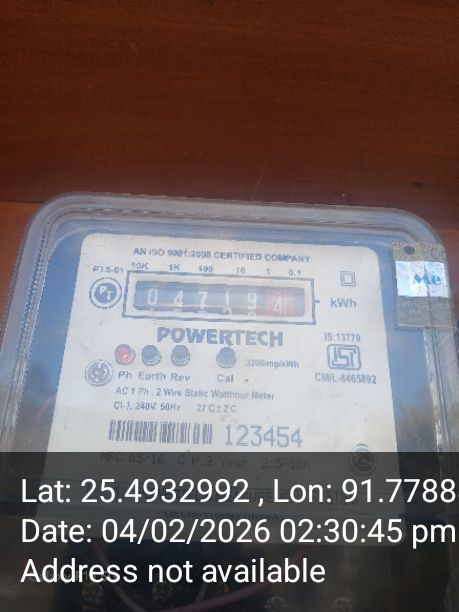 AN ISO 9001:2008 CERTIFIED COMPANY
10K 1K 100 10 1 0.1
PTS-01
047194
kWh
POWERTECH
IS:13779
3200imp/kWh
Ph Earth Rev Cal
CM/L-8465892
AC 1 Ph., 2 Wire Static Watthour Meter
Cl-1, 240V, 50Hz 27°C±2°C
123454
MFG:05/16 G.P.2 Year 2.5-10A
Lat: 25.4932992, Lon: 91.7788
Date: 04/02/2026 02:30:45 pm
Address not available